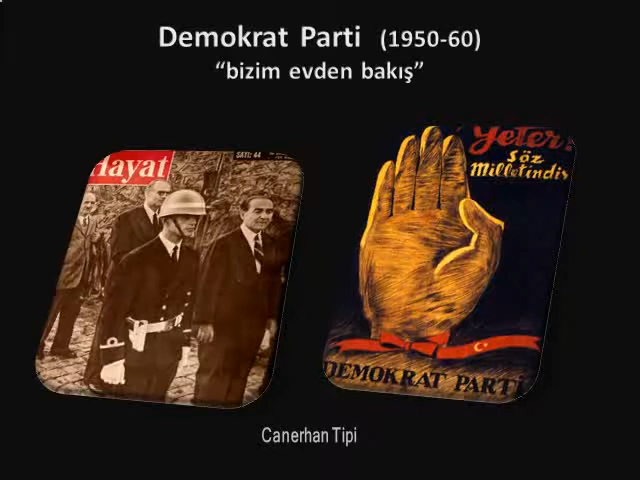 Demokrat Parti (1950-60)
“bizim evden bakış”
Hayat
SAYI: 44
Yeter!
Söz
Milletindir
DEMOKRAT PARTİ
Canerhan Tipi